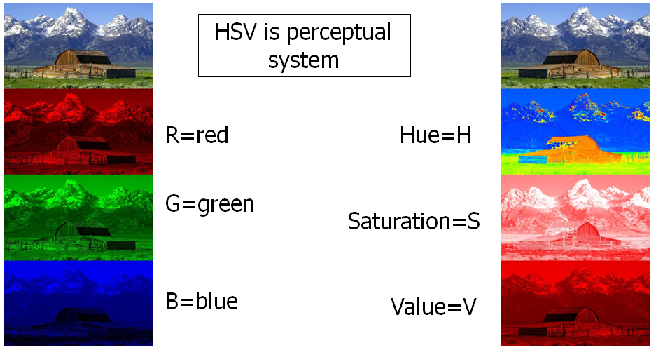 HSV is perceptual
system
R=red
Hue=H
G=green
Saturation=S
B=blue
Value=V